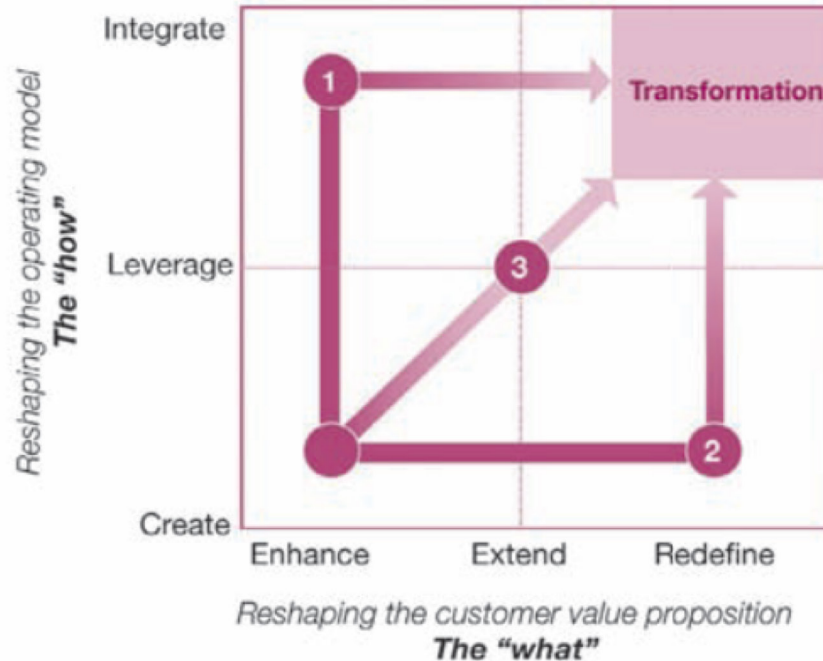 Integrate
1
Transformation
Reshaping the operating model
The “how”
Leverage
3
2
Create
Enhance
Extend
Redefine
Reshaping the customer value proposition
The “what”